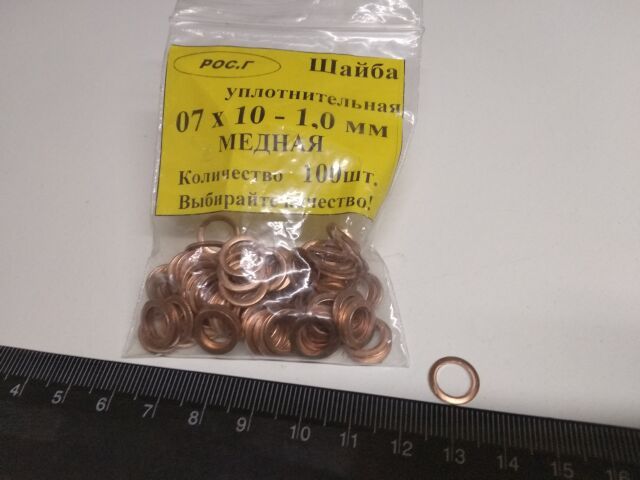 РОС.Г
Шайба
уплотнительная
07 x 10 - 1,0 мм
МЕДНАЯ
Количество 100шт.
Выбирайте качество!
4 5 6 7 8 9 10 11 12 13 14 15 16